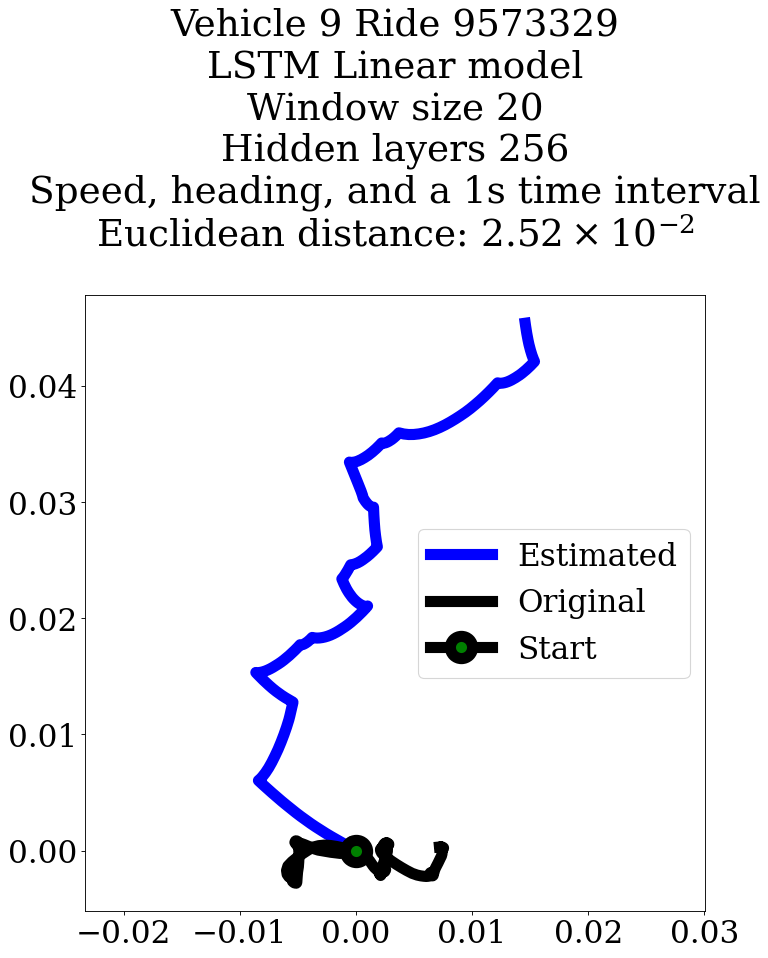 Vehicle 9 Ride 9573329
LSTM Linear model
Window size 20
Hidden layers 256
Speed, heading, and a 1s time interval
Euclidean distance: 2.52 × 10⁻²
0.04
0.03
0.02
0.01
0.00
Estimated
Original
Start
−0.02 −0.01 0.00 0.01 0.02 0.03